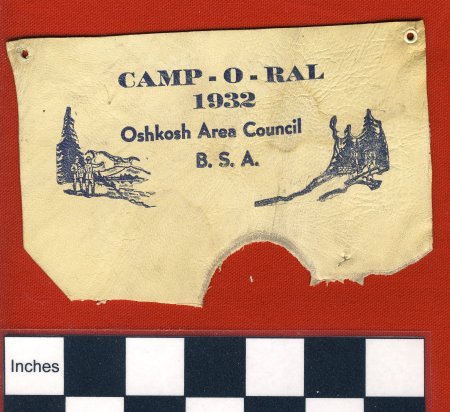 CAMP-O-RAL
1932
Oshkosh Area Council
B. S. A.
Inches